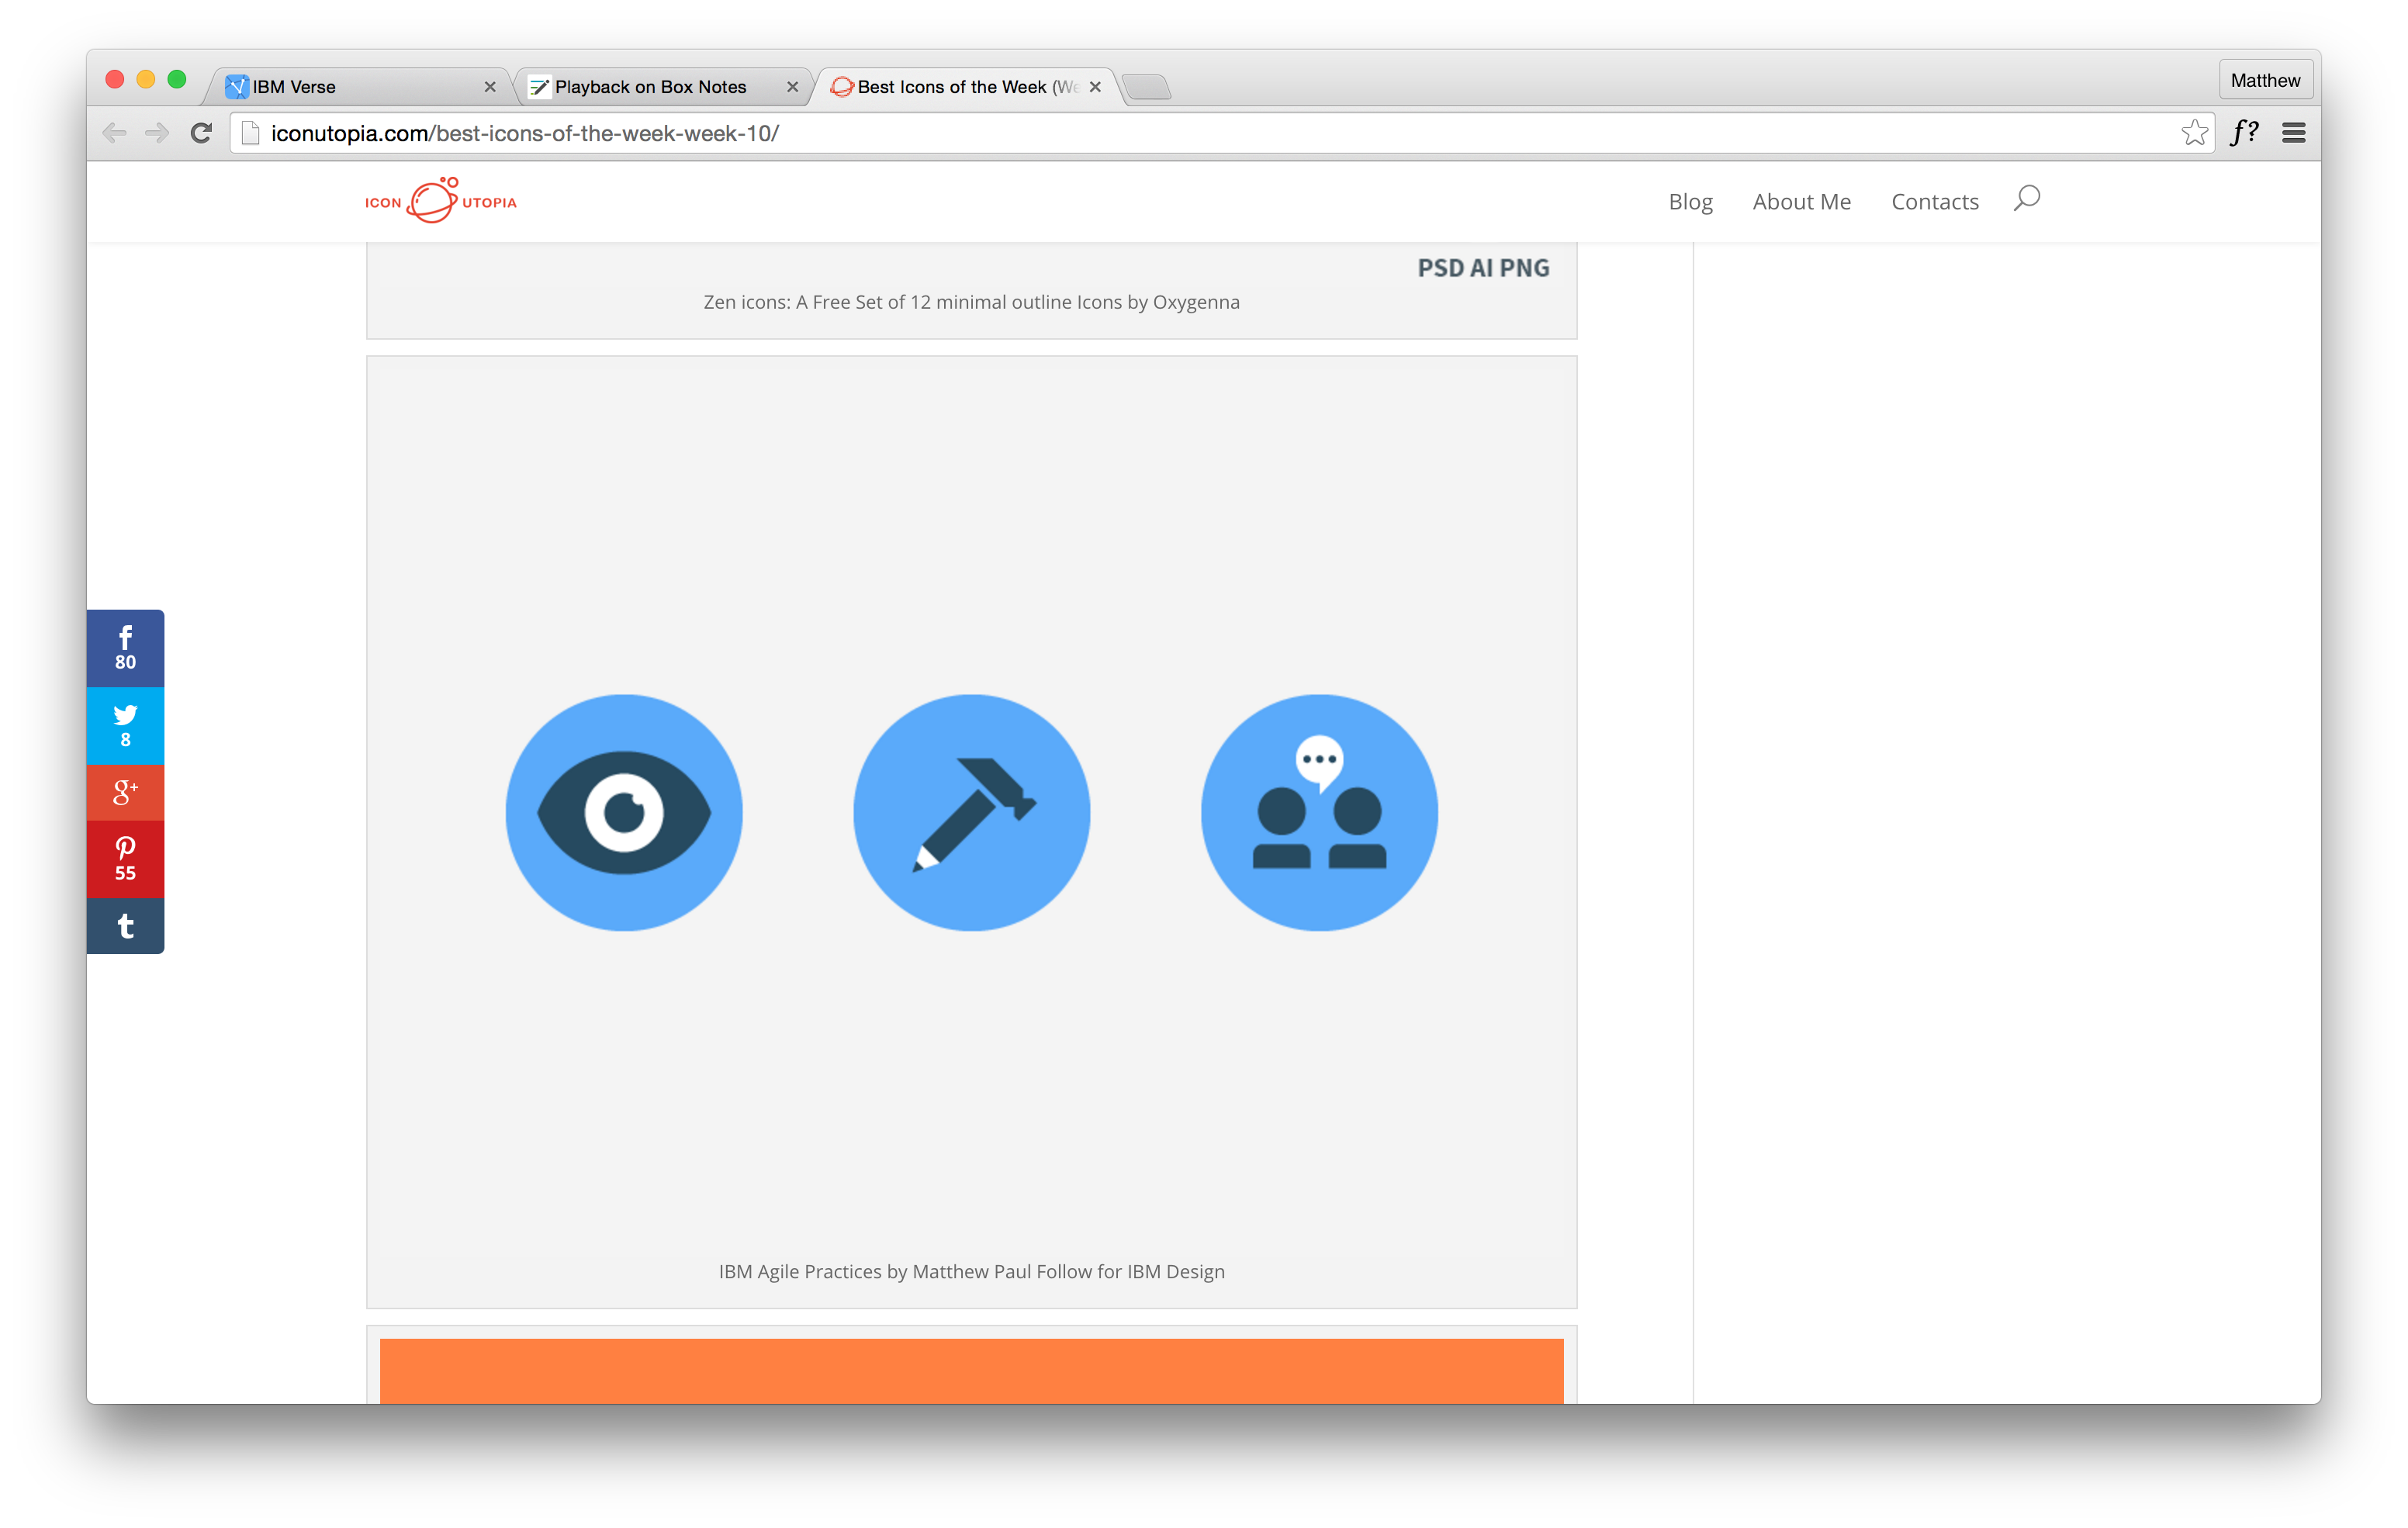 IBM Verse
Playback on Box Notes
Best Icons of the Week (We
Matthew
iconutopia.com/best-icons-of-the-week-week-10/
f?
ICON UTOPIA
Blog
About Me
Contacts
PSD AI PNG
Zen icons: A Free Set of 12 minimal outline Icons by Oxygenna
f
80
8
g+
55
t
IBM Agile Practices by Matthew Paul Follow for IBM Design